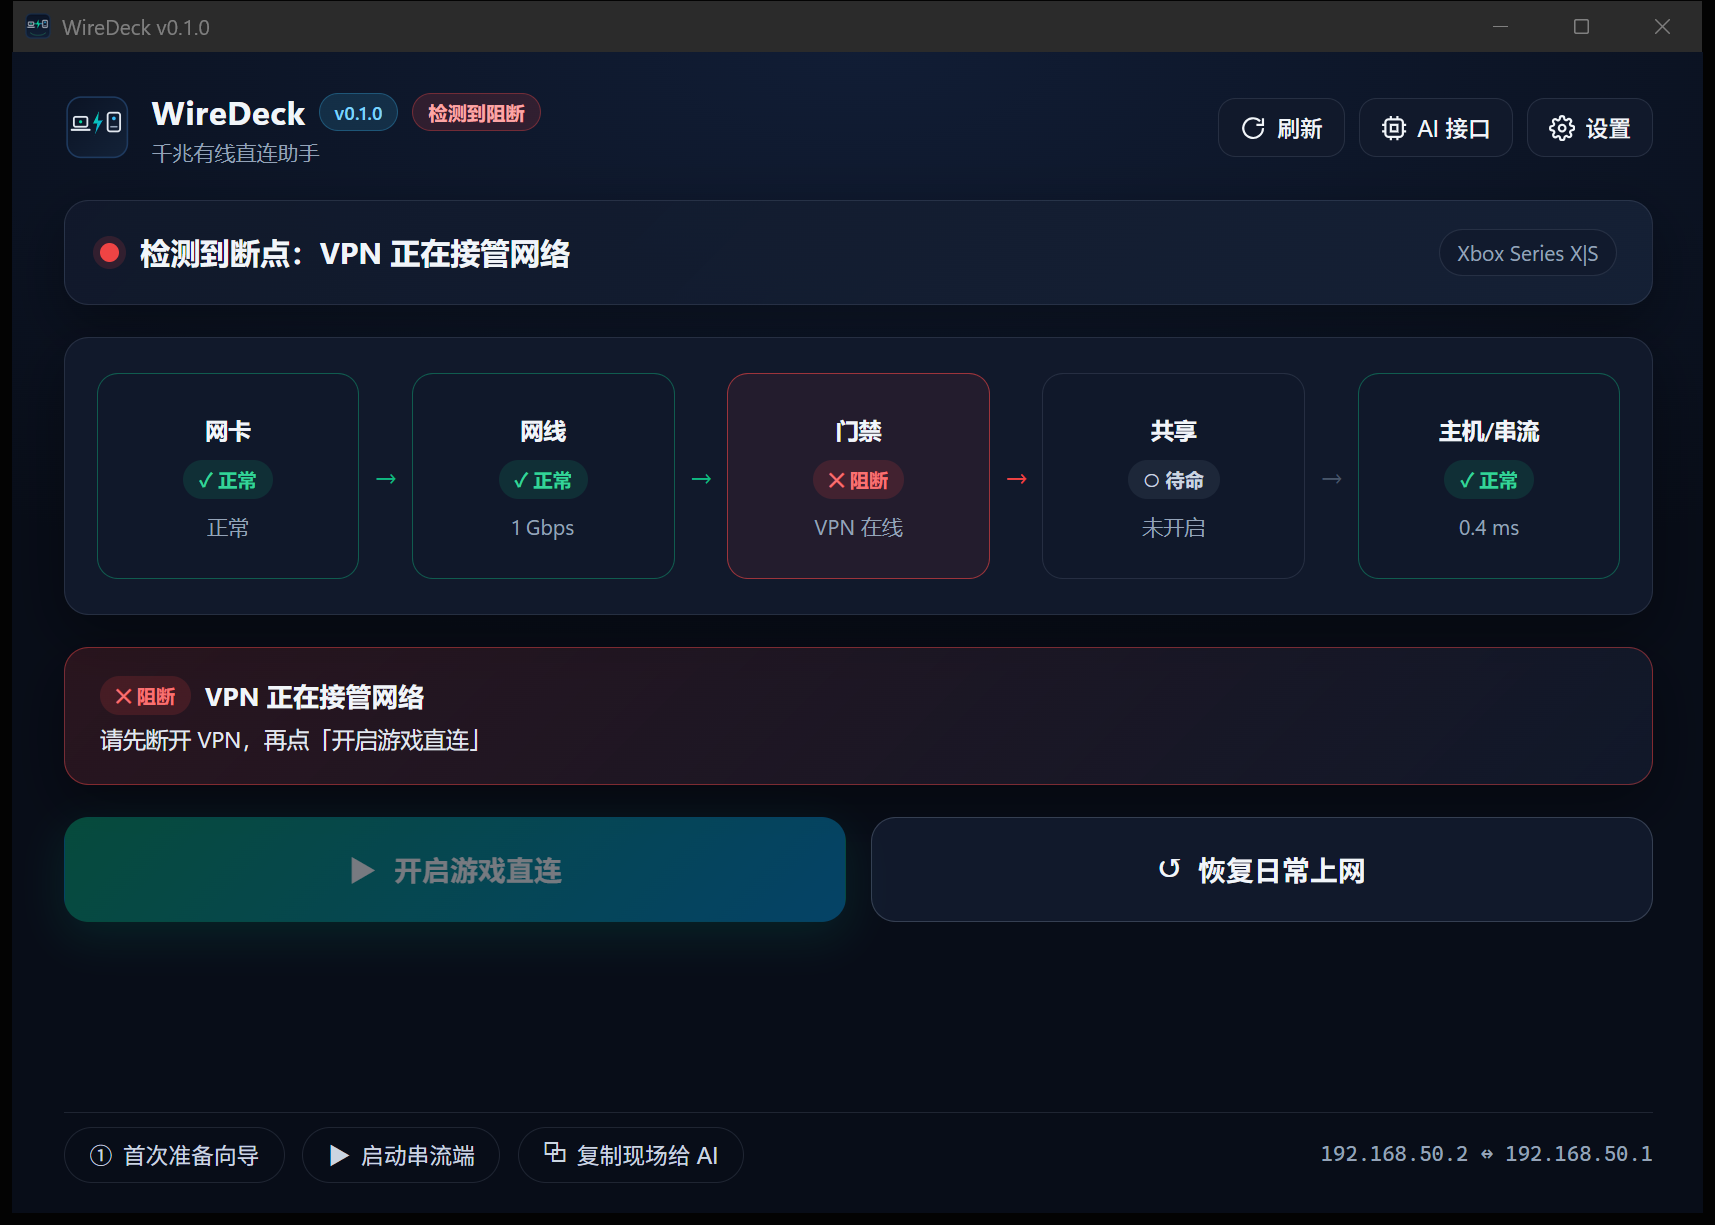 WireDeck v0.1.0
WireDeck v0.1.0 检测到阻断
千兆有线直连助手
刷新 AI 接口 设置
检测到断点：VPN 正在接管网络
Xbox Series X|S
网卡
✓ 正常
正常
→
网线
✓ 正常
1 Gbps
→
门禁
✕ 阻断
VPN 在线
→
共享
○ 待命
未开启
→
主机/串流
✓ 正常
0.4 ms
✕ 阻断 VPN 正在接管网络
请先断开 VPN，再点「开启游戏直连」
▶ 开启游戏直连
↺ 恢复日常上网
① 首次准备向导
▶ 启动串流端
复制现场给 AI
192.168.50.2 ⇔ 192.168.50.1